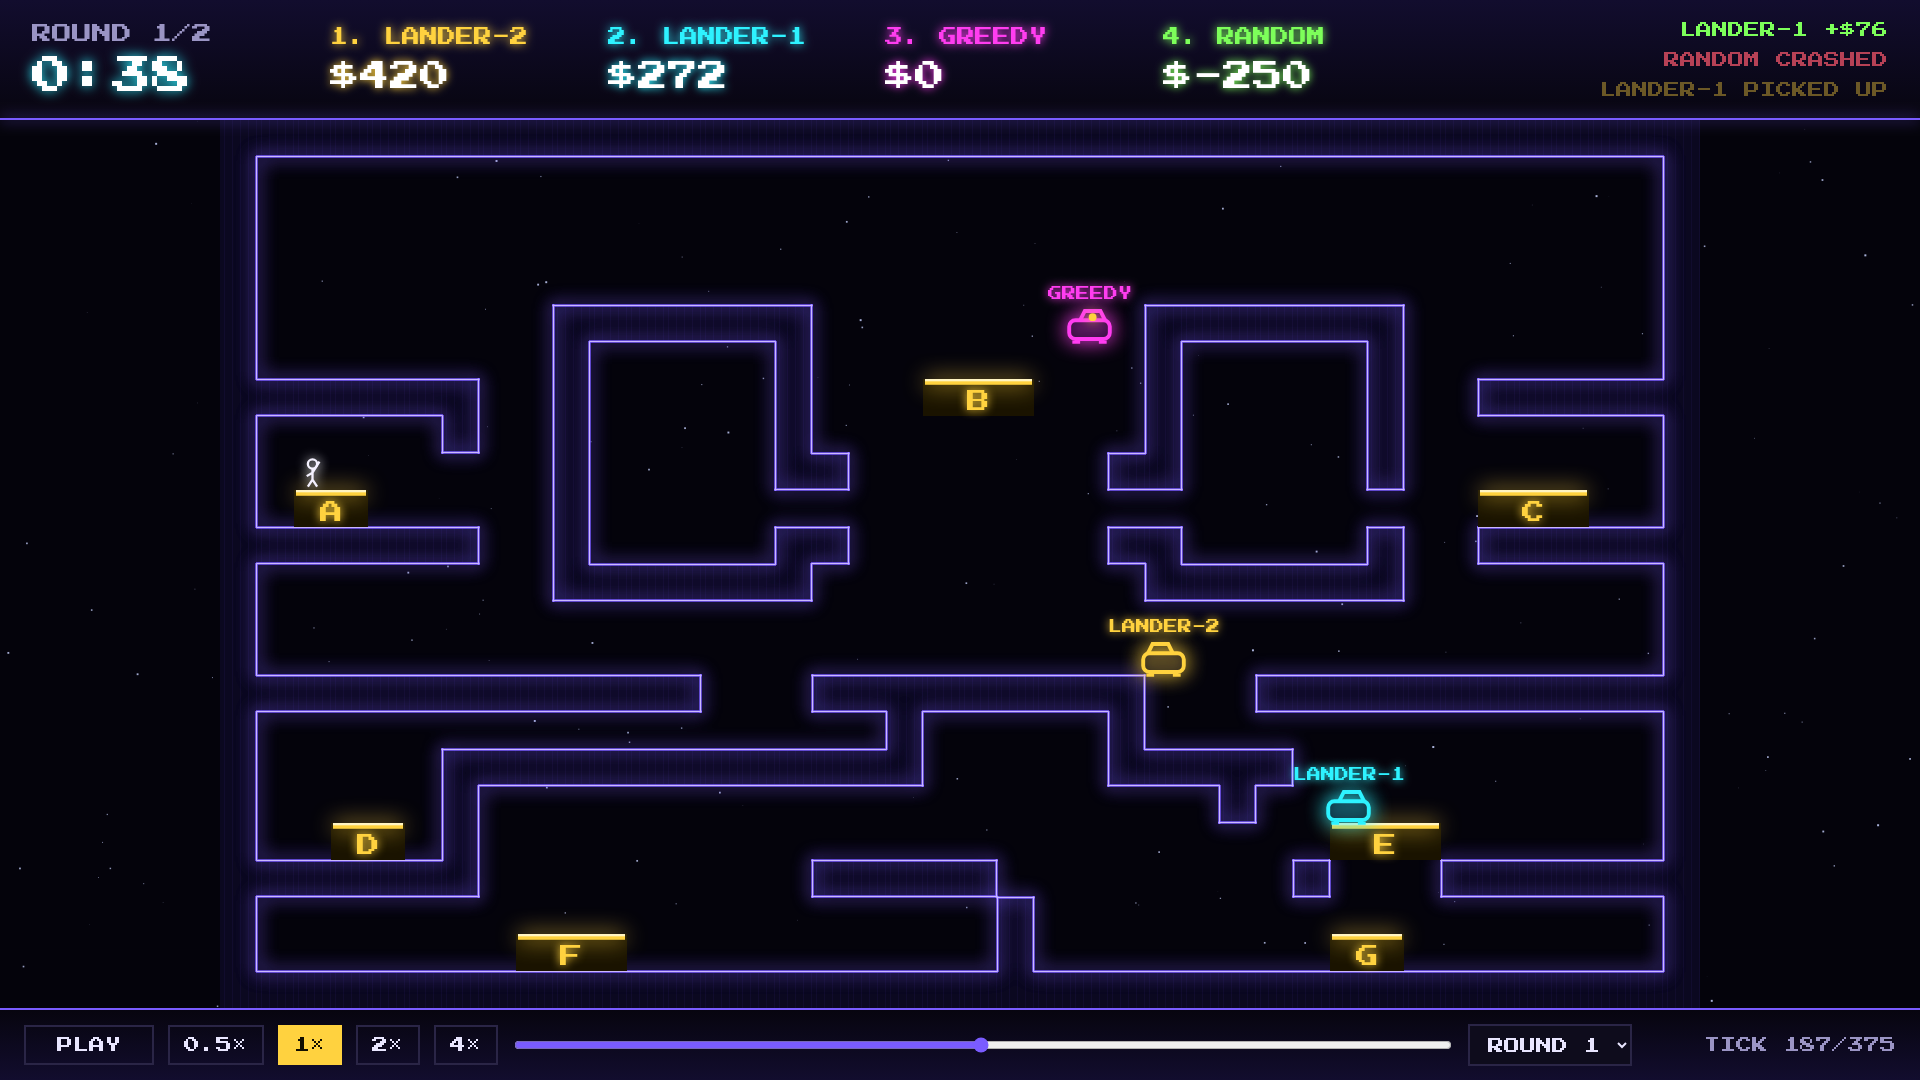 ROUND 1/2
0:38
1. LANDER-2
$420
2. LANDER-1
$272
3. GREEDY
$0
4. RANDOM
$-250
LANDER-1 +$76
RANDOM CRASHED
LANDER-1 PICKED UP
GREEDY
B
A
C
LANDER-2
LANDER-1
D
E
F
G
PLAY
0.5×
1×
2×
4×
ROUND 1
TICK 187/375